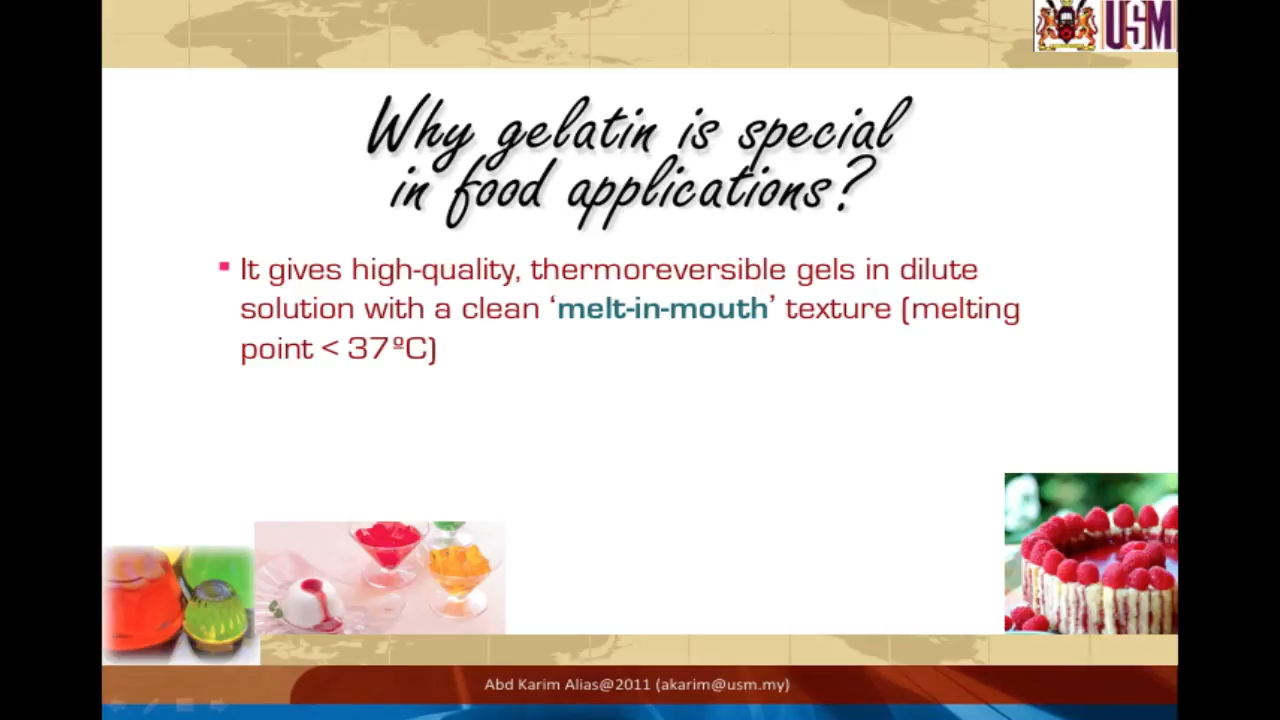 USM
Why gelatin is special
in food applications?
▪ It gives high-quality, thermoreversible gels in dilute
solution with a clean ‘melt-in-mouth’ texture (melting
point < 37ºC)
Abd Karim Alias@2011 (akarim@usm.my)